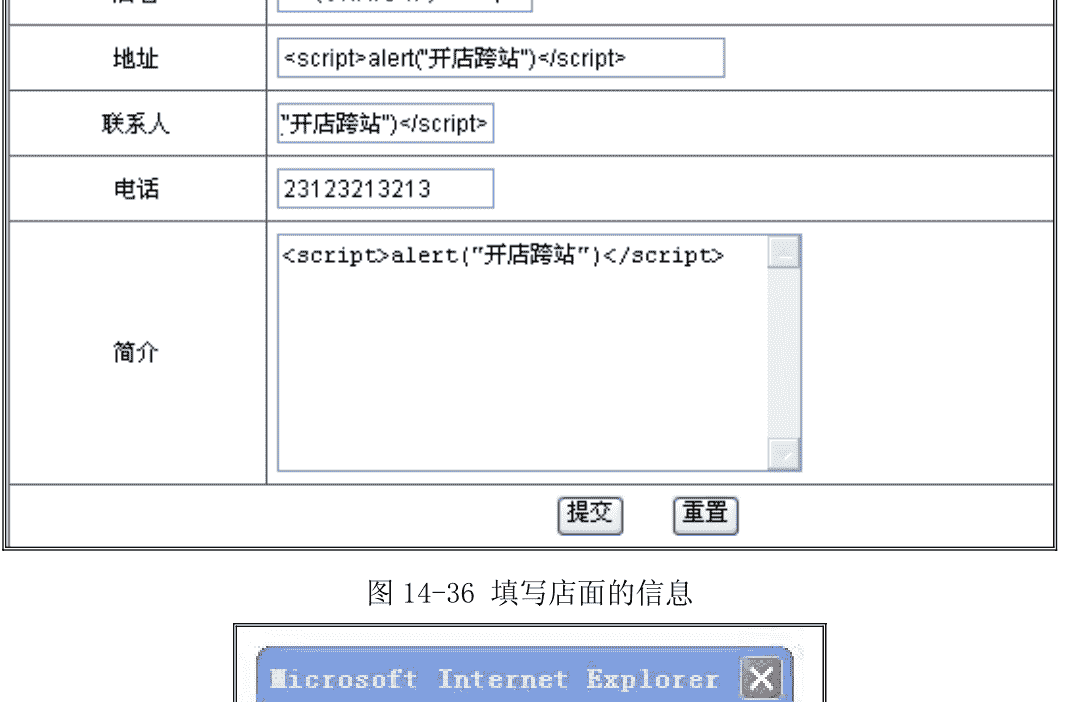 地址 <script>alert("开店跨站")</script>
联系人 "开店跨站")</script>
电话 23123213213
<script>alert("开店跨站")</script>
简介
提交 重置
图 14-36 填写店面的信息
Microsoft Internet Explorer